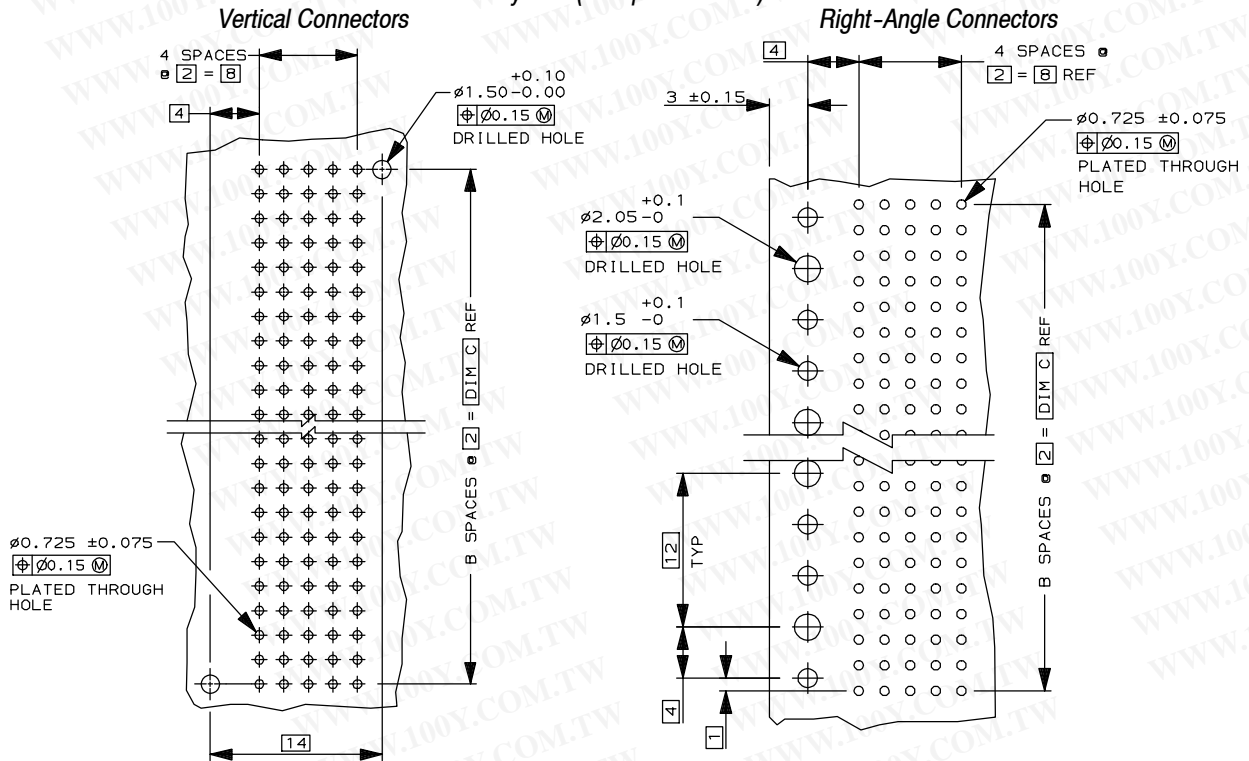 Vertical Connectors
4 SPACES
@ 2 = 8
4
+0.10
ø1.50-0.00
⌖ Ø0.15 Ⓜ
DRILLED HOLE
B SPACES @ 2 = DIM C REF
ø0.725 ±0.075
⌖ Ø0.15 Ⓜ
PLATED THROUGH
HOLE
14
Right-Angle Connectors
4
4 SPACES @
2 = 8 REF
3 ±0.15
ø0.725 ±0.075
⌖ Ø0.15 Ⓜ
PLATED THROUGH
HOLE
+0.1
ø2.05-0
⌖ Ø0.15 Ⓜ
DRILLED HOLE
+0.1
ø1.5 -0
⌖ Ø0.15 Ⓜ
DRILLED HOLE
B SPACES @ 2 = DIM C REF
12
TYP
4
1
WWW.100Y.COM.TW